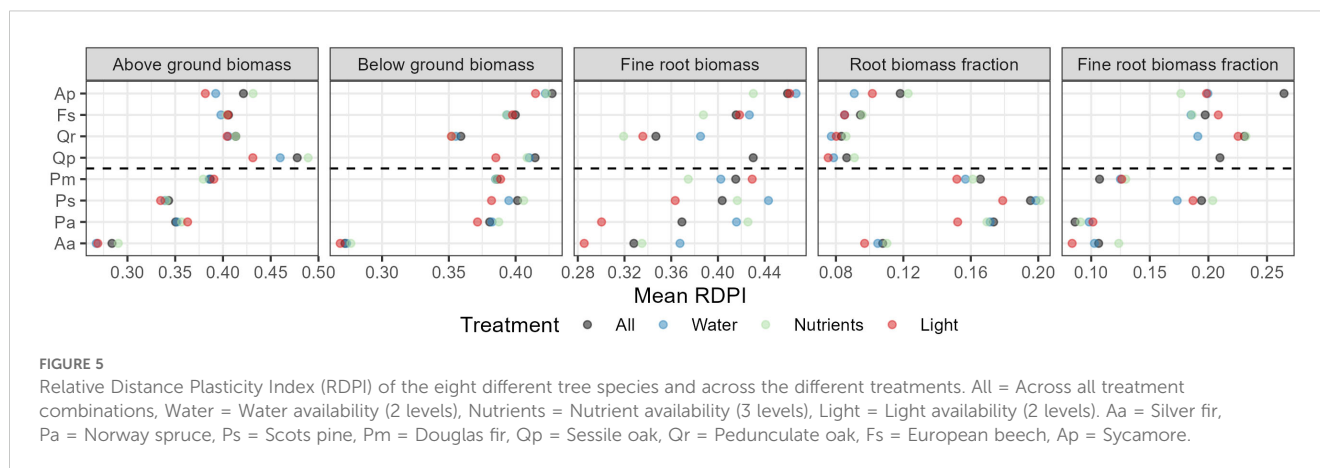 Above ground biomass Below ground biomass Fine root biomass Root biomass fraction Fine root biomass fraction
Ap
Fs
Qr
Qp
Pm
Ps
Pa
Aa
0.30 0.35 0.40 0.45 0.50 0.30 0.35 0.40 0.28 0.32 0.36 0.40 0.44 0.08 0.12 0.16 0.20 0.10 0.15 0.20 0.25
Mean RDPI
Treatment All Water Nutrients Light
FIGURE 5
Relative Distance Plasticity Index (RDPI) of the eight different tree species and across the different treatments. All = Across all treatment
combinations, Water = Water availability (2 levels), Nutrients = Nutrient availability (3 levels), Light = Light availability (2 levels). Aa = Silver fir,
Pa = Norway spruce, Ps = Scots pine, Pm = Douglas fir, Qp = Sessile oak, Qr = Pedunculate oak, Fs = European beech, Ap = Sycamore.